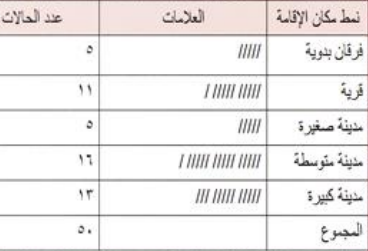 نمط مكان الإقامة العلامات عدد الحالات
فرقان بدوية ///// ٥
قرية ///// ///// / ١١
مدينة صغيرة ///// ٥
مدينة متوسطة ///// ///// ///// / ١٦
مدينة كبيرة ///// ///// /// ١٣
المجموع ٥٠